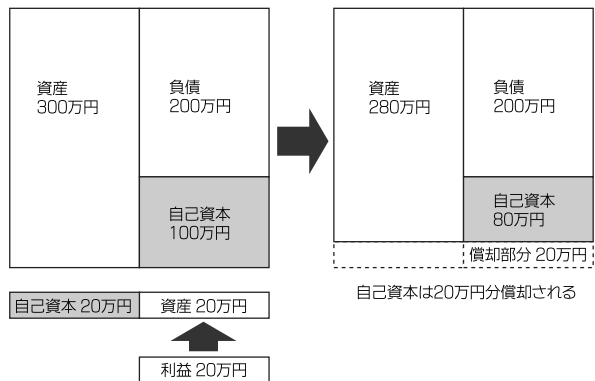 資産
300万円
負債
200万円
自己資本
100万円
資産
280万円
負債
200万円
自己資本
80万円
償却部分 20万円
自己資本は20万円分償却される
自己資本 20万円
資産 20万円
利益 20万円